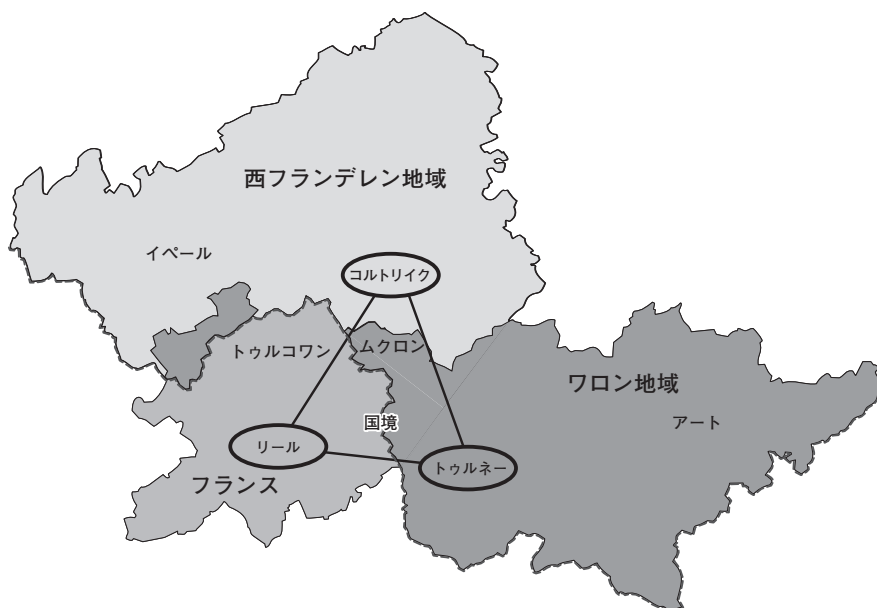 西フランデレン地域
イペール
コルトリイク
トゥルコワン
ムクロン
ワロン地域
国境
アート
リール
トゥルネー
フランス